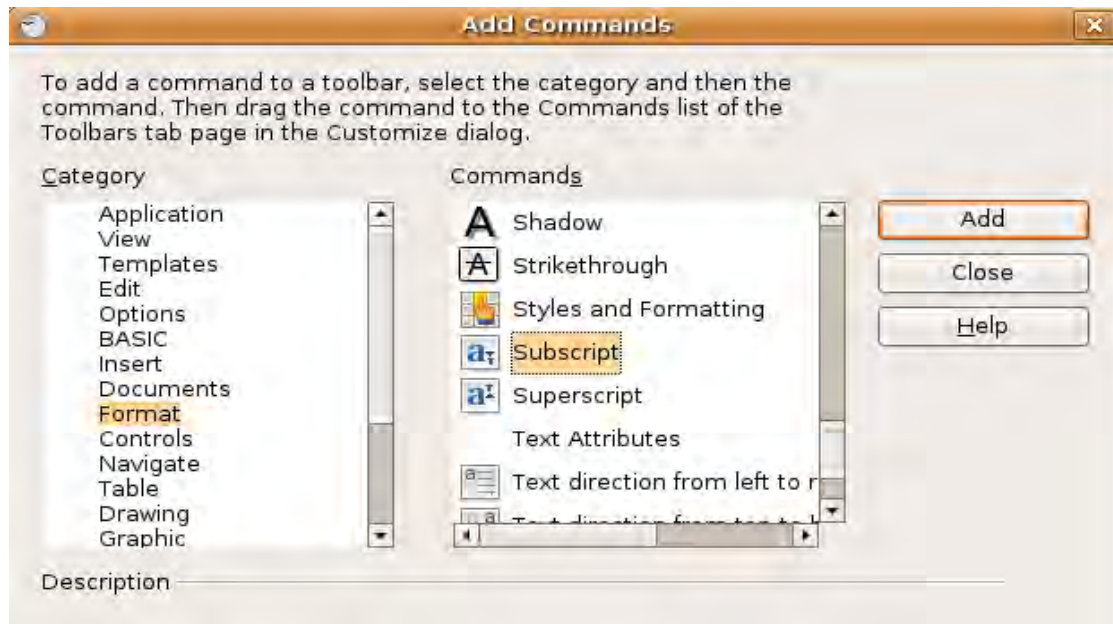 Add Commands
To add a command to a toolbar, select the category and then the
command. Then drag the command to the Commands list of the
Toolbars tab page in the Customize dialog.
Category
Commands
Application
View
Templates
Edit
Options
BASIC
Insert
Documents
Format
Controls
Navigate
Table
Drawing
Graphic
Shadow
Strikethrough
Styles and Formatting
Subscript
Superscript
Text Attributes
Text direction from left to r
Add
Close
Help
Description